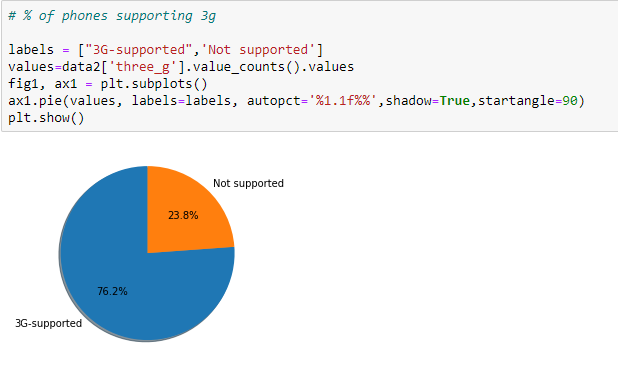 # % of phones supporting 3g
labels = ["3G-supported",'Not supported']
values=data2['three_g'].value_counts().values
fig1, ax1 = plt.subplots()
ax1.pie(values, labels=labels, autopct='%1.1f%%',shadow=True,startangle=90)
plt.show()
Not supported
23.8%
76.2%
3G-supported